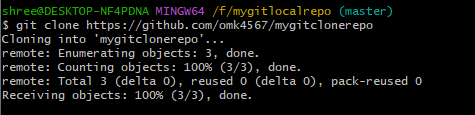 shree@DESKTOP-NF4PDNA MINGW64 /f/mygitlocalrepo (master)
$ git clone https://github.com/omk4567/mygitclonerepo
Cloning into 'mygitclonerepo'...
remote: Enumerating objects: 3, done.
remote: Counting objects: 100% (3/3), done.
remote: Total 3 (delta 0), reused 0 (delta 0), pack-reused 0
Receiving objects: 100% (3/3), done.